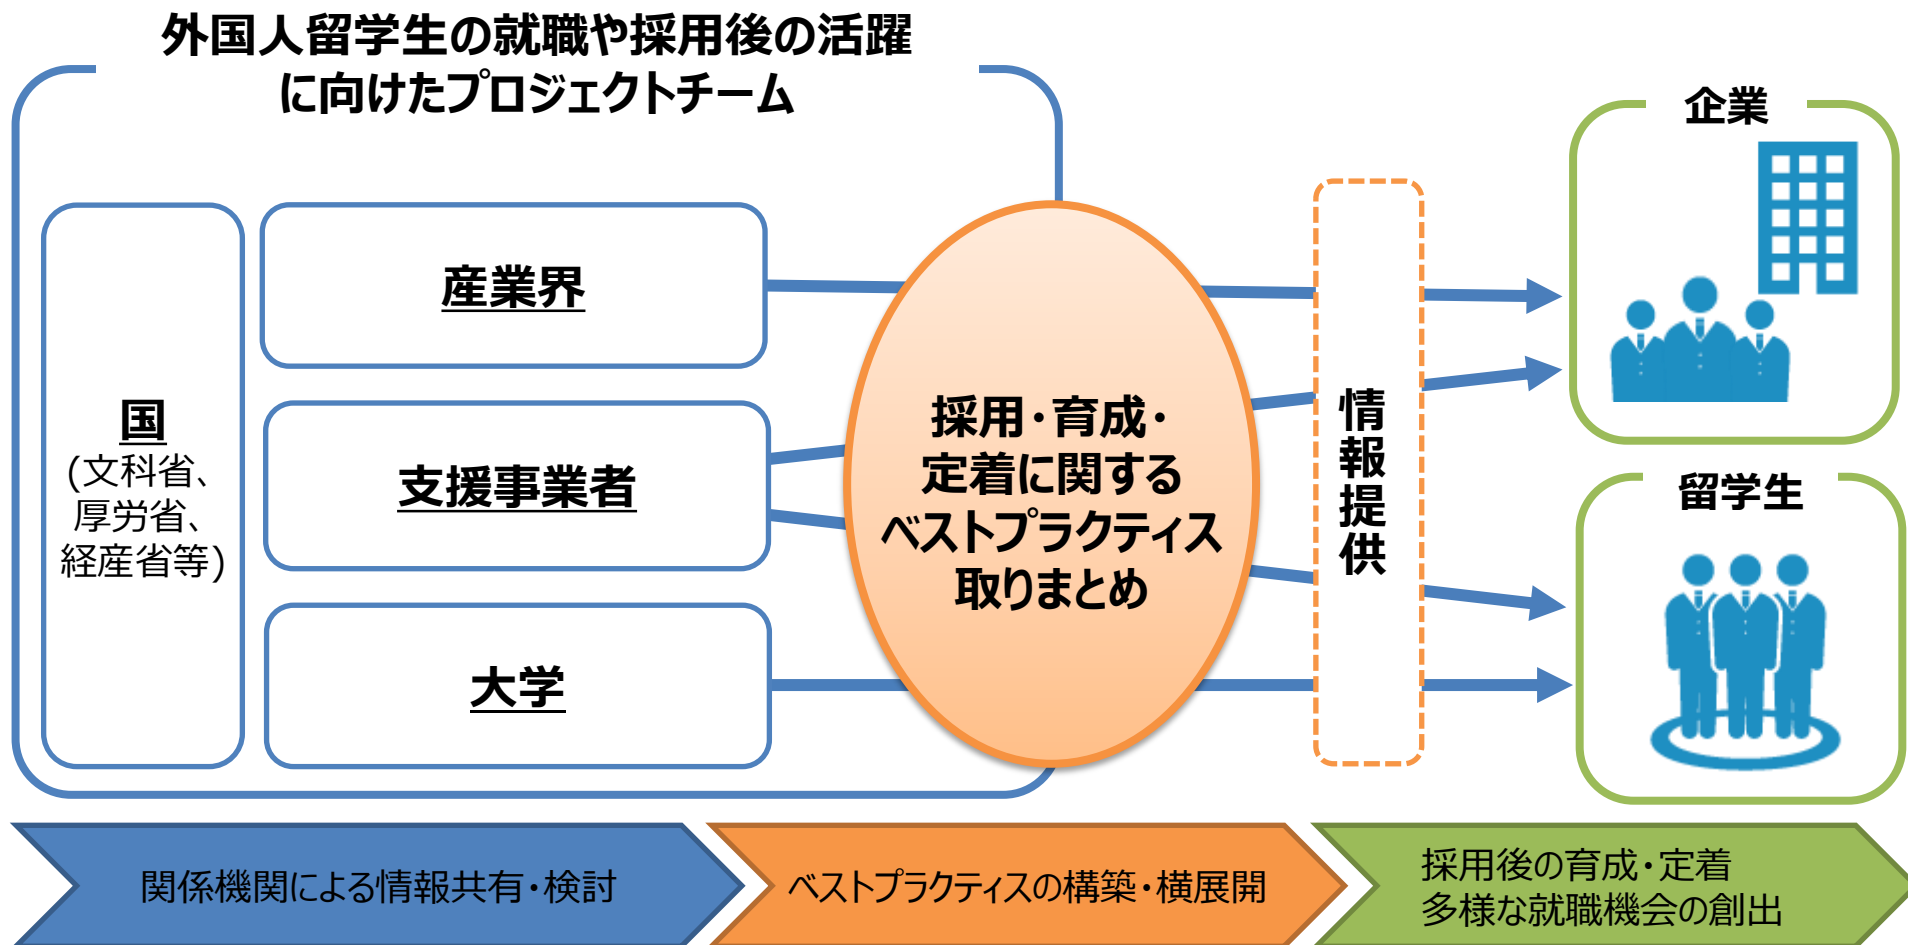 外国人留学生の就職や採用後の活躍
に向けたプロジェクトチーム
国
(文科省、
厚労省、
経産省等)
産業界
支援事業者
大学
採用・育成・
定着に関する
ベストプラクティス
取りまとめ
情報提供
企業
留学生
関係機関による情報共有・検討
ベストプラクティスの構築・横展開
採用後の育成・定着
多様な就職機会の創出